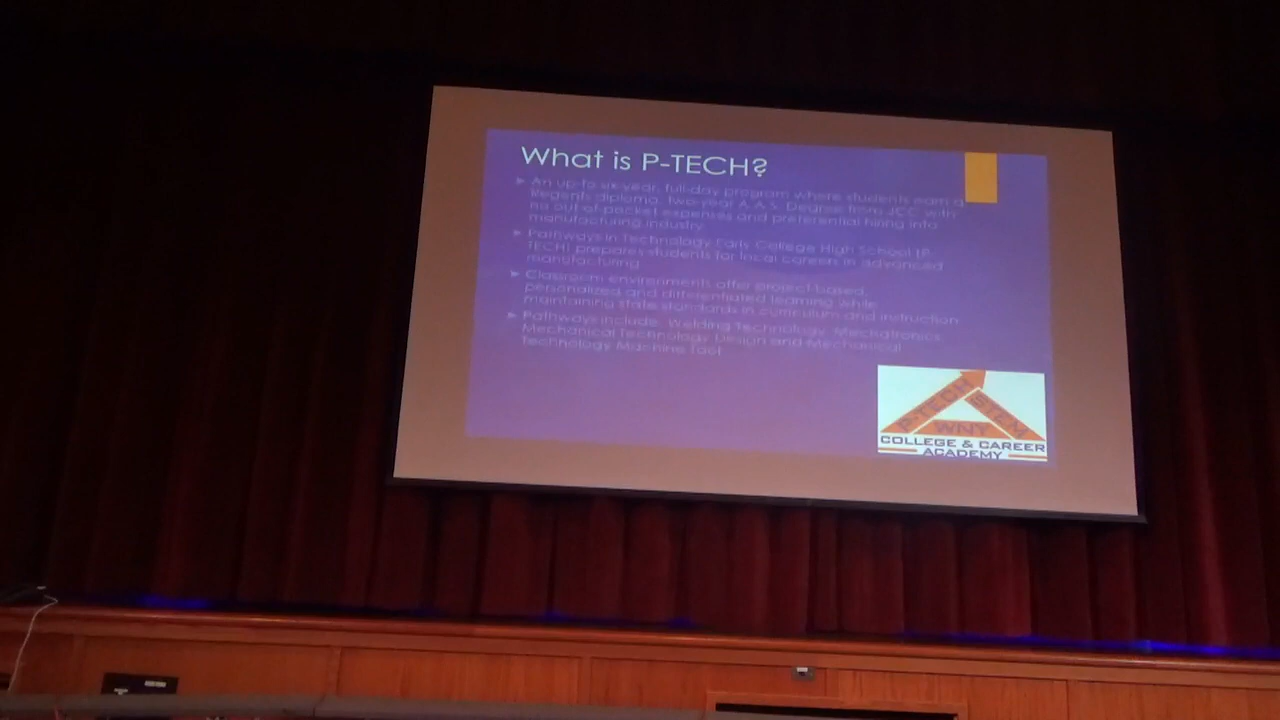 What is P-TECH?
An up-to six-year, full-day program where students earn a
Regents diploma, two-year A.A.S. Degree from JCC with
no out-of-pocket expenses and preferential hiring into
manufacturing industry
Pathways in Technology Early College High School (P-
TECH) prepares students for local careers in advanced
manufacturing
Classroom environments offer project based,
personalized and differentiated learning while
maintaining state standards in curriculum and instruction
Pathways include: Welding Technology, Mechatronics,
Mechanical Technology Design and Mechanical
Technology Machine Tool
P-TECH
STEM
WNY
COLLEGE & CAREER
ACADEMY